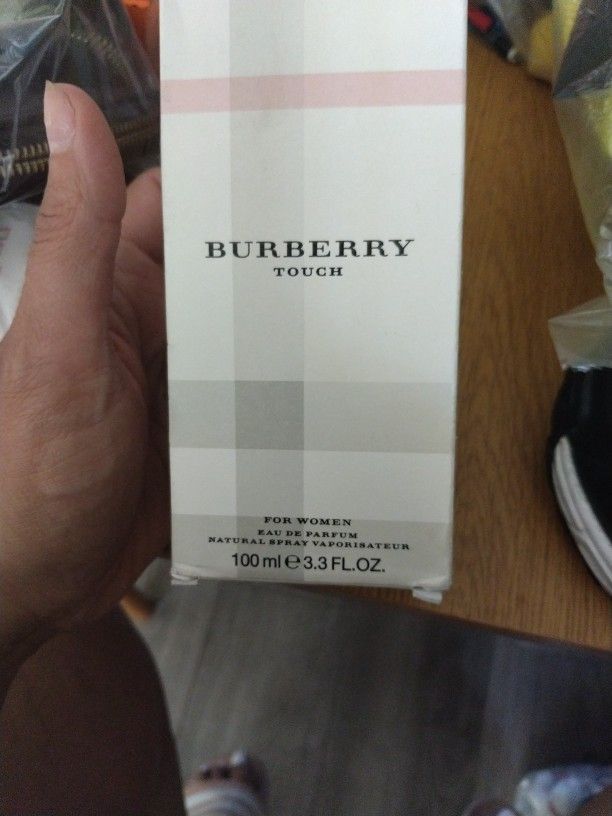 BURBERRY
TOUCH
FOR WOMEN
EAU DE PARFUM
NATURAL SPRAY VAPORISATEUR
100 ml ℮ 3.3 FL.OZ.